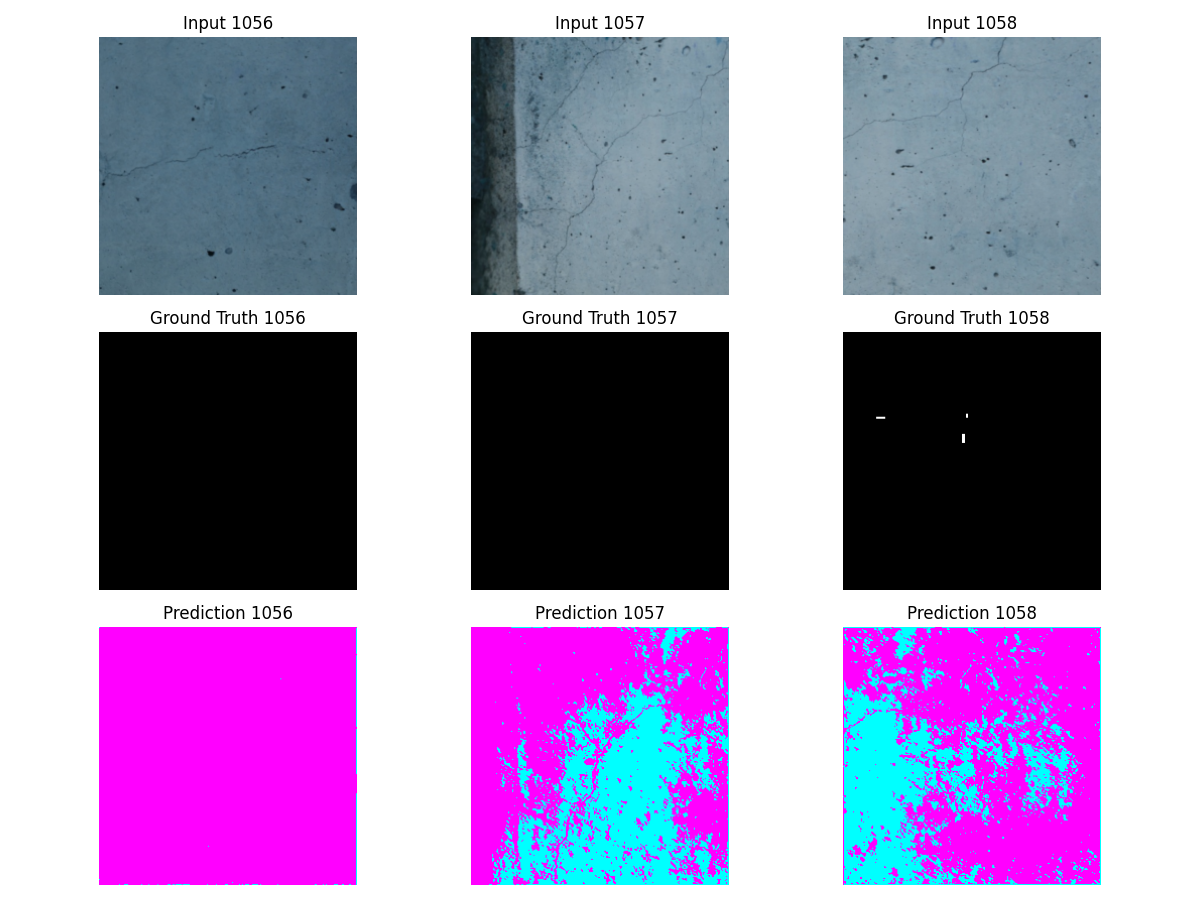 Input 1056
Input 1057
Input 1058
Ground Truth 1056
Ground Truth 1057
Ground Truth 1058
Prediction 1056
Prediction 1057
Prediction 1058